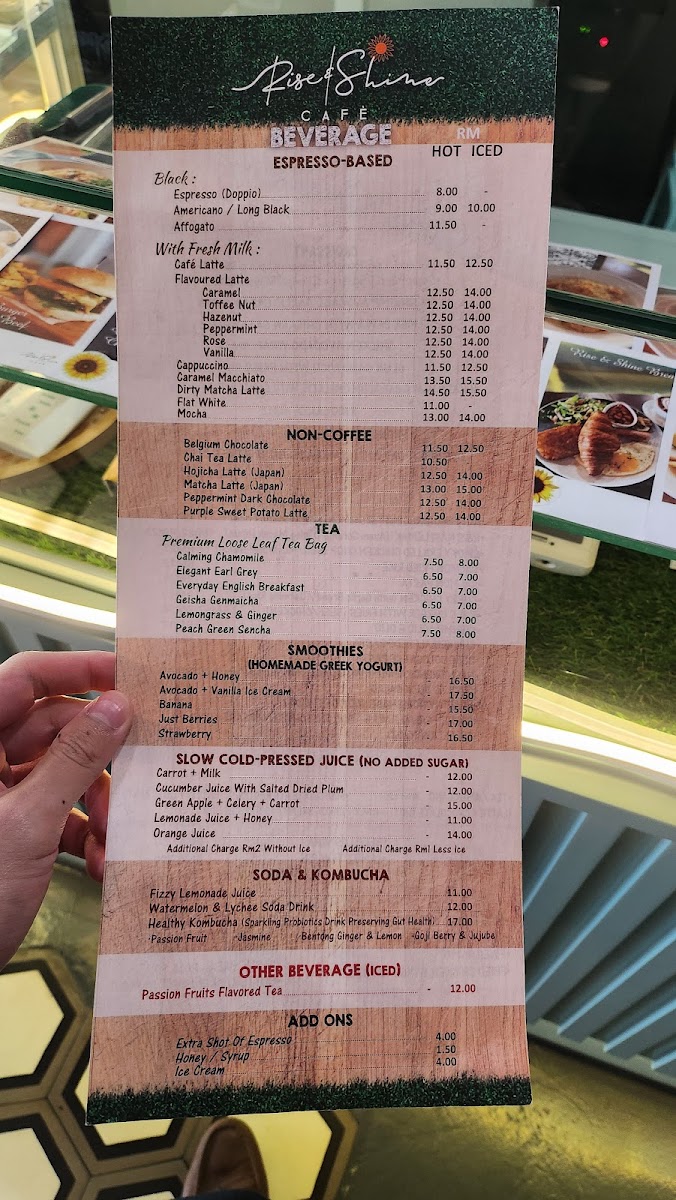 Rise & Shine
CAFÈ
BEVERAGE RM
ESPRESSO-BASED HOT ICED
Black :
Espresso (Doppio) 8.00 -
Americano / Long Black 9.00 10.00
Affogato 11.50 -
With Fresh Milk :
Café Latte 11.50 12.50
Flavoured Latte
Caramel 12.50 14.00
Toffee Nut 12.50 14.00
Hazenut 12.50 14.00
Peppermint 12.50 14.00
Rose 12.50 14.00
Vanilla 12.50 14.00
Cappuccino 11.50 12.50
Caramel Macchiato 13.50 15.50
Dirty Matcha Latte 14.50 15.50
Flat White 11.00 -
Mocha 13.00 14.00
NON-COFFEE
Belgium Chocolate 11.50 12.50
Chai Tea Latte 10.50 -
Hojicha Latte (Japan) 12.50 14.00
Matcha Latte (Japan) 13.00 15.00
Peppermint Dark Chocolate 12.50 14.00
Purple Sweet Potato Latte 12.50 14.00
TEA
Premium Loose Leaf Tea Bag
Calming Chamomile 7.50 8.00
Elegant Earl Grey 6.50 7.00
Everyday English Breakfast 6.50 7.00
Geisha Genmaicha 6.50 7.00
Lemongrass & Ginger 6.50 7.00
Peach Green Sencha 7.50 8.00
SMOOTHIES
(HOMEMADE GREEK YOGURT)
Avocado + Honey - 16.50
Avocado + Vanilla Ice Cream - 17.50
Banana - 15.50
Just Berries - 17.00
Strawberry - 16.50
SLOW COLD-PRESSED JUICE (NO ADDED SUGAR)
Carrot + Milk - 12.00
Cucumber Juice With Salted Dried Plum - 12.00
Green Apple + Celery + Carrot - 15.00
Lemonade Juice + Honey - 11.00
Orange Juice - 14.00
Additional Charge RM2 Without Ice Additional Charge RM1 Less Ice
SODA & KOMBUCHA
Fizzy Lemonade Juice 11.00
Watermelon & Lychee Soda Drink 12.00
Healthy Kombucha (Sparkling Probiotics Drink Preserving Gut Health) 17.00
-Passion Fruit -Jasmine -Bentong Ginger & Lemon -Goji Berry & Jujube
OTHER BEVERAGE (ICED)
Passion Fruits Flavored Tea - 12.00
ADD ONS
Extra Shot Of Espresso 4.00
Honey / Syrup 1.50
Ice Cream 4.00
Beef
Rise & Shine